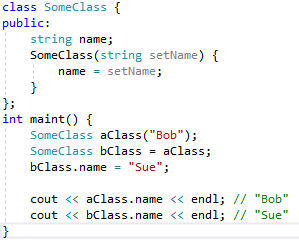 class SomeClass {
public:
    string name;
    SomeClass(string setName) {
        name = setName;
    }
};
int maint() {
    SomeClass aClass("Bob");
    SomeClass bClass = aClass;
    bClass.name = "Sue";

    cout << aClass.name << endl; // "Bob"
    cout << bClass.name << endl; // "Sue"
}